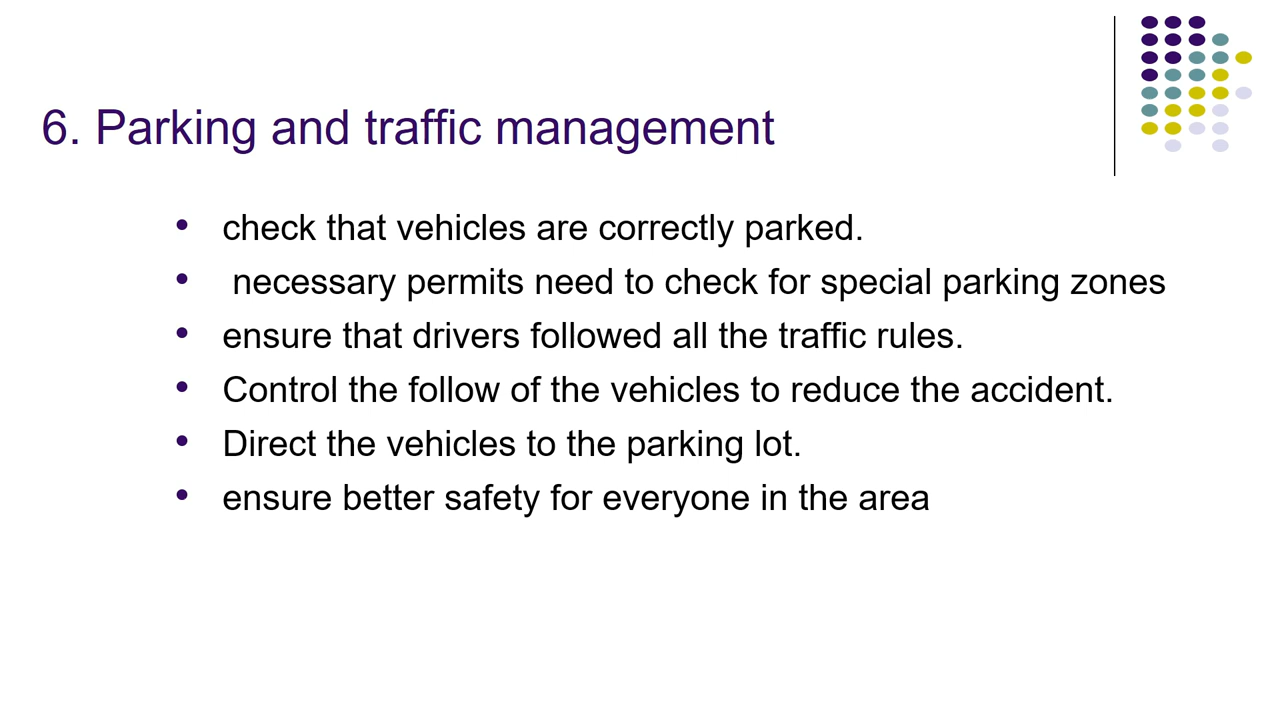 6. Parking and traffic management
• check that vehicles are correctly parked.
• necessary permits need to check for special parking zones
• ensure that drivers followed all the traffic rules.
• Control the follow of the vehicles to reduce the accident.
• Direct the vehicles to the parking lot.
• ensure better safety for everyone in the area